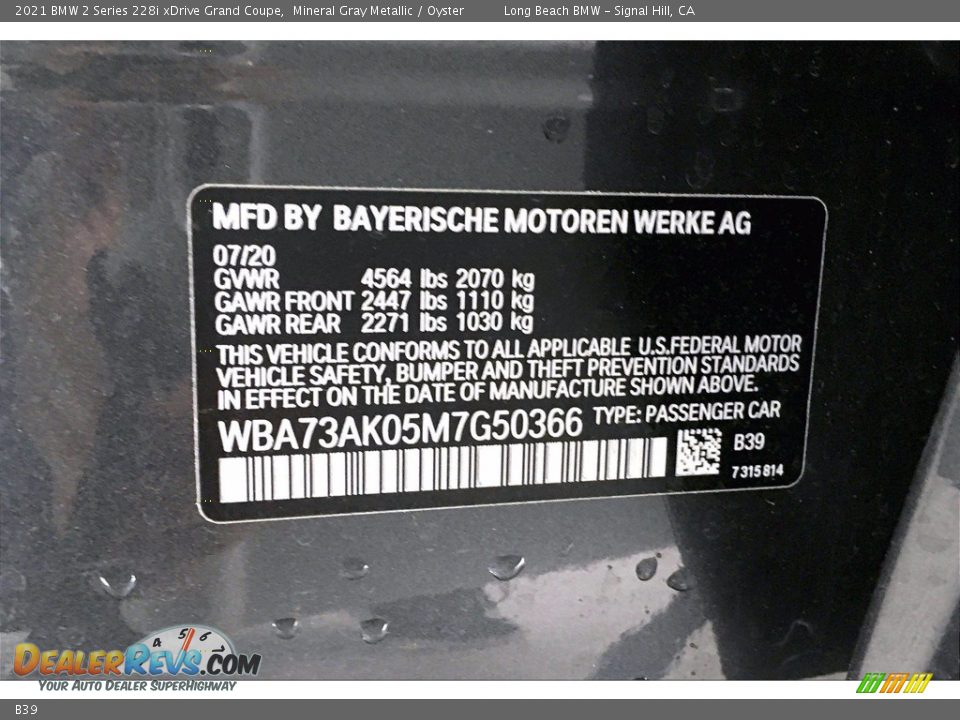 2021 BMW 2 Series 228i xDrive Grand Coupe, Mineral Gray Metallic / Oyster Long Beach BMW - Signal Hill, CA
MFD BY BAYERISCHE MOTOREN WERKE AG
07/20
GVWR 4564 lbs 2070 kg
GAWR FRONT 2447 lbs 1110 kg
GAWR REAR 2271 lbs 1030 kg
THIS VEHICLE CONFORMS TO ALL APPLICABLE U.S.FEDERAL MOTOR
VEHICLE SAFETY, BUMPER AND THEFT PREVENTION STANDARDS
IN EFFECT ON THE DATE OF MANUFACTURE SHOWN ABOVE.
WBA73AK05M7G50366 TYPE: PASSENGER CAR
B39
7315814
4 5 6
DEALERREVS.COM
YOUR AUTO DEALER SUPERHIGHWAY
B39